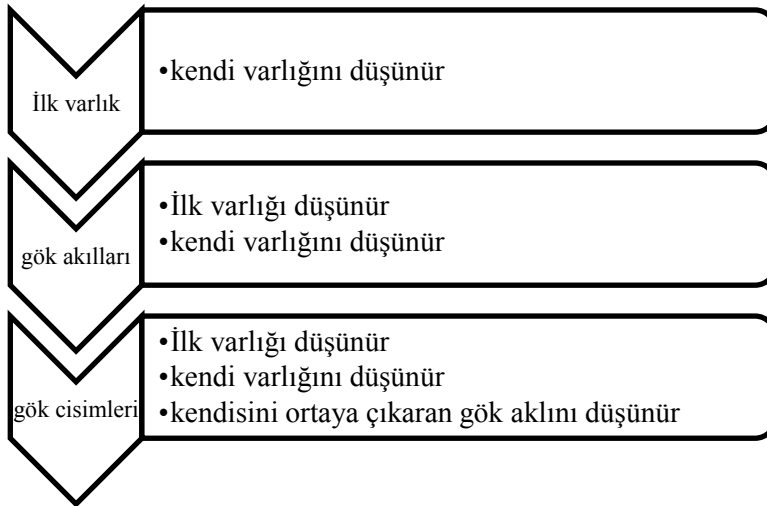 İlk varlık
•kendi varlığını düşünür
gök akılları
•İlk varlığı düşünür
•kendi varlığını düşünür
gök cisimleri
•İlk varlığı düşünür
•kendi varlığını düşünür
•kendisini ortaya çıkaran gök aklını düşünür